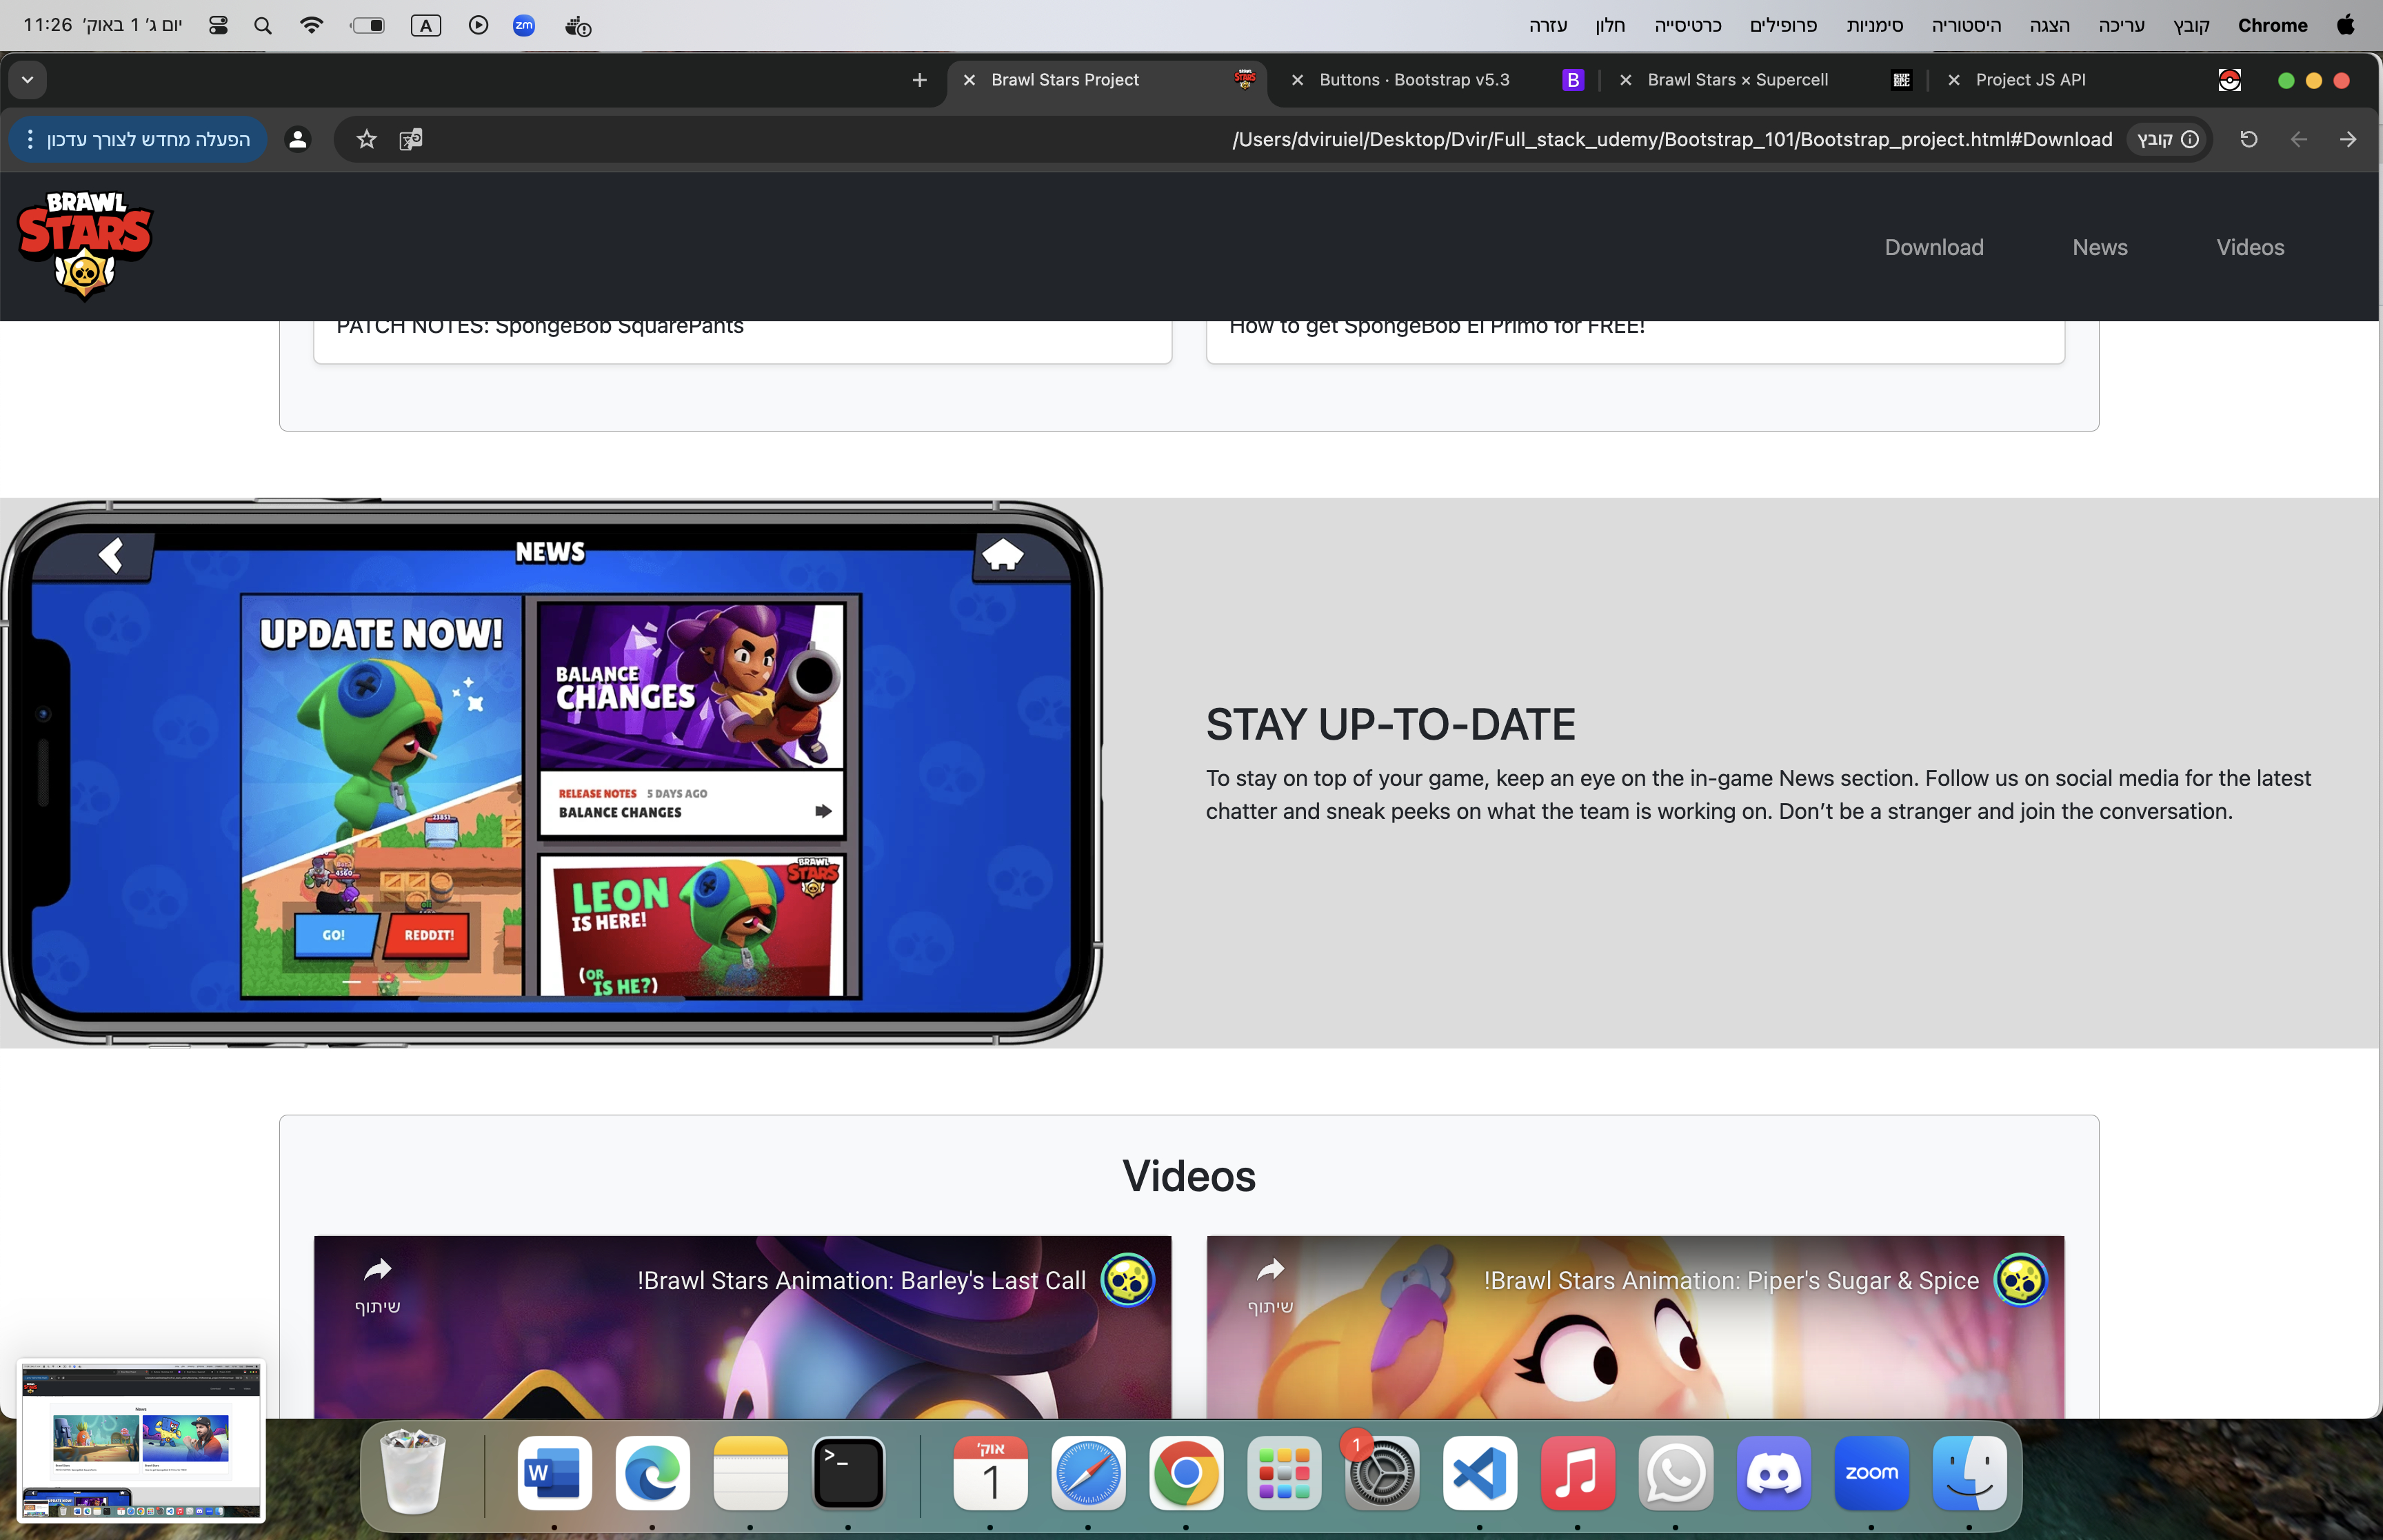 Chrome קובץ עריכה הצגה היסטוריה סימניות פרופילים כרטיסייה חלון עזרה
A zm יום ג׳ 1 באוק׳ 11:26
Brawl Stars Project
Buttons · Bootstrap v5.3
B
Brawl Stars × Supercell
Project JS API
הפעלה מחדש לצורך עדכון
/Users/dviruiel/Desktop/Dvir/Full_stack_udemy/Bootstrap_101/Bootstrap_project.html#Download
קובץ
BRAWL
STARS
Download News Videos
PATCH NOTES: SpongeBob SquarePants
How to get SpongeBob El Primo for FREE!
NEWS
UPDATE NOW!
GO! REDDIT!
BALANCE
CHANGES
RELEASE NOTES 5 DAYS AGO
BALANCE CHANGES
LEON
IS HERE!
(OR
IS HE?)
BRAWL
STARS
STAY UP-TO-DATE
To stay on top of your game, keep an eye on the in-game News section. Follow us on social media for the latest
chatter and sneak peeks on what the team is working on. Don’t be a stranger and join the conversation.
Videos
שיתוף
!Brawl Stars Animation: Barley's Last Call
שיתוף
!Brawl Stars Animation: Piper's Sugar & Spice
W
>_
אוק׳
1
1
zoom